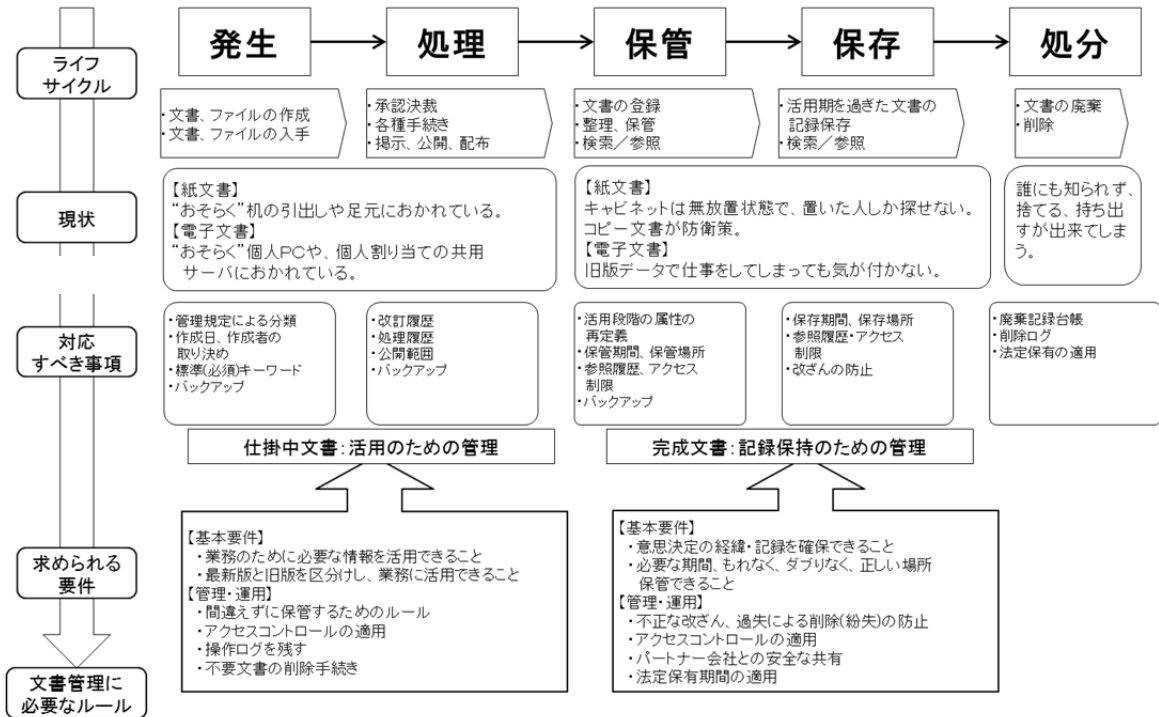 ライフ
サイクル
発生
処理
保管
保存
処分
・文書、ファイルの作成
・文書、ファイルの入手
・承認決裁
・各種手続き
・掲示、公開、配布
・文書の登録
・整理、保管
・検索／参照
・活用期を過ぎた文書の
記録保存
・検索／参照
・文書の廃棄
・削除
現状
【紙文書】
“おそらく”机の引出しや足元におかれている。
【電子文書】
“おそらく”個人PCや、個人割り当ての共用
サーバにおかれている。
【紙文書】
キャビネットは無放置状態で、置いた人しか探せない。
コピー文書が防衛策。
【電子文書】
旧版データで仕事をしてしまっても気が付かない。
誰にも知られず、
捨てる、持ち出
すが出来てしま
う。
対応
すべき事項
・管理規定による分類
・作成日、作成者の
取り決め
・標準(必須)キーワード
・バックアップ
・改訂履歴
・処理履歴
・公開範囲
・バックアップ
・活用段階の属性の
再定義
・保管期間、保管場所
・参照履歴、アクセス
制限
・バックアップ
・保存期間、保存場所
・参照履歴・アクセス
制限
・改ざんの防止
・廃棄記録台帳
・削除ログ
・法定保有の適用
仕掛中文書：活用のための管理
完成文書：記録保持のための管理
求められる
要件
【基本要件】
・業務のために必要な情報を活用できること
・最新版と旧版を区分けし、業務に活用できること
【管理・運用】
・間違えずに保管するためのルール
・アクセスコントロールの適用
・操作ログを残す
・不要文書の削除手続き
【基本要件】
・意思決定の経緯・記録を確保できること
・必要な期間、もれなく、ダブりなく、正しい場所
保管できること
【管理・運用】
・不正な改ざん、過失による削除(紛失)の防止
・アクセスコントロールの適用
・パートナー会社との安全な共有
・法定保有期間の適用
文書管理に
必要なルール